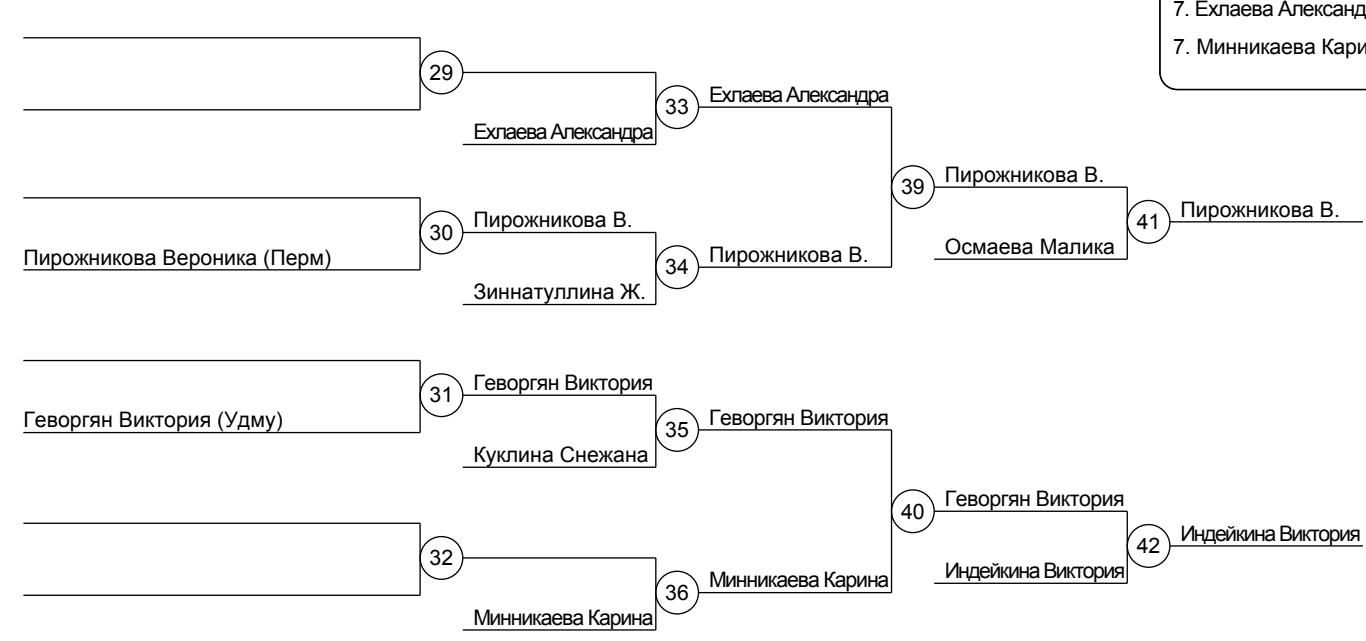 7. Ехлаева Александ
7. Минникаева Кари
29
Ехлаева Александра
33
Ехлаева Александра
Пирожникова Вероника (Перм)
30
Пирожникова В.
Зиннатуллина Ж.
34
Пирожникова В.
39
Пирожникова В.
Осмаева Малика
41
Пирожникова В.
Геворгян Виктория (Удму)
31
Геворгян Виктория
Куклина Снежана
35
Геворгян Виктория
32
Минникаева Карина
36
Минникаева Карина
40
Геворгян Виктория
Индейкина Виктория
42
Индейкина Виктория